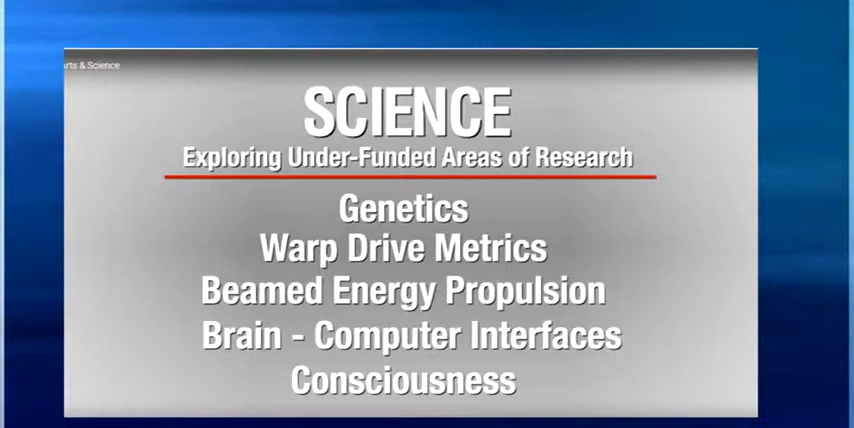 & Science
SCIENCE
Exploring Under-Funded Areas of Research
Genetics
Warp Drive Metrics
Beamed Energy Propulsion
Brain - Computer Interfaces
Consciousness